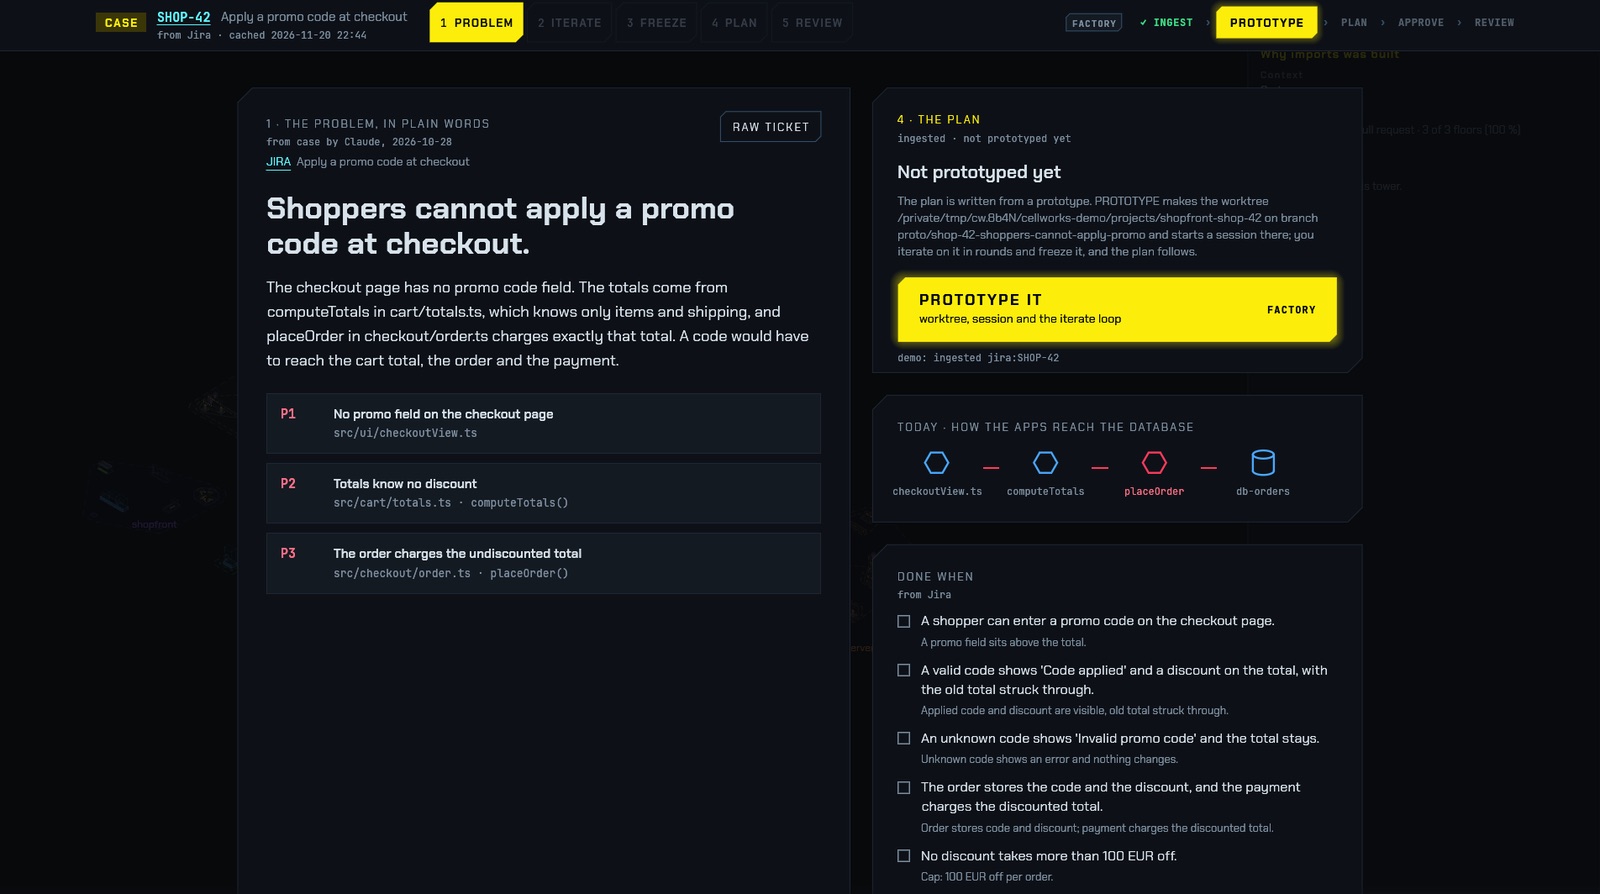 CASE
SHOP-42 Apply a promo code at checkout
from Jira · cached 2026-11-20 22:44
1 PROBLEM
2 ITERATE
3 FREEZE
4 PLAN
5 REVIEW
FACTORY
✓ INGEST › PROTOTYPE › PLAN › APPROVE › REVIEW
Why imports was built
Context
1 · THE PROBLEM, IN PLAIN WORDS
from case by Claude, 2026-10-28
JIRA Apply a promo code at checkout
RAW TICKET
Shoppers cannot apply a promo
code at checkout.
The checkout page has no promo code field. The totals come from
computeTotals in cart/totals.ts, which knows only items and shipping, and
placeOrder in checkout/order.ts charges exactly that total. A code would have
to reach the cart total, the order and the payment.
P1 No promo field on the checkout page
src/ui/checkoutView.ts
P2 Totals know no discount
src/cart/totals.ts · computeTotals()
P3 The order charges the undiscounted total
src/checkout/order.ts · placeOrder()
shopfront
4 · THE PLAN
ingested · not prototyped yet
Not prototyped yet
The plan is written from a prototype. PROTOTYPE makes the worktree
/private/tmp/cw.8b4N/cellworks-demo/projects/shopfront-shop-42 on branch
proto/shop-42-shoppers-cannot-apply-promo and starts a session there; you
iterate on it in rounds and freeze it, and the plan follows.
PROTOTYPE IT
worktree, session and the iterate loop
FACTORY
demo: ingested jira:SHOP-42
request · 3 of 3 floors (100 %)
tower.
TODAY · HOW THE APPS REACH THE DATABASE
checkoutView.ts
computeTotals
placeOrder
db-orders
DONE WHEN
from Jira
A shopper can enter a promo code on the checkout page.
A promo field sits above the total.
A valid code shows 'Code applied' and a discount on the total, with
the old total struck through.
Applied code and discount are visible, old total struck through.
An unknown code shows 'Invalid promo code' and the total stays.
Unknown code shows an error and nothing changes.
The order stores the code and the discount, and the payment
charges the discounted total.
Order stores code and discount; payment charges the discounted total.
No discount takes more than 100 EUR off.
Cap: 100 EUR off per order.